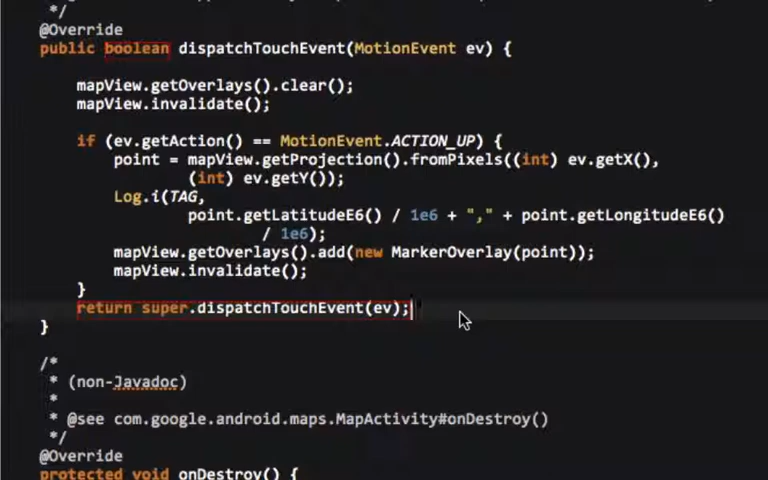 */
@Override
public boolean dispatchTouchEvent(MotionEvent ev) {
mapView.getOverlays().clear();
mapView.invalidate();
if (ev.getAction() == MotionEvent.ACTION_UP) {
point = mapView.getProjection().fromPixels((int) ev.getX(),
(int) ev.getY());
Log.i(TAG,
point.getLatitudeE6() / 1e6 + "," + point.getLongitudeE6()
/ 1e6);
mapView.getOverlays().add(new MarkerOverlay(point));
mapView.invalidate();
}
return super.dispatchTouchEvent(ev);
}
/*
* (non-Javadoc)
*
* @see com.google.android.maps.MapActivity#onDestroy()
*/
@Override
protected void onDestroy() {